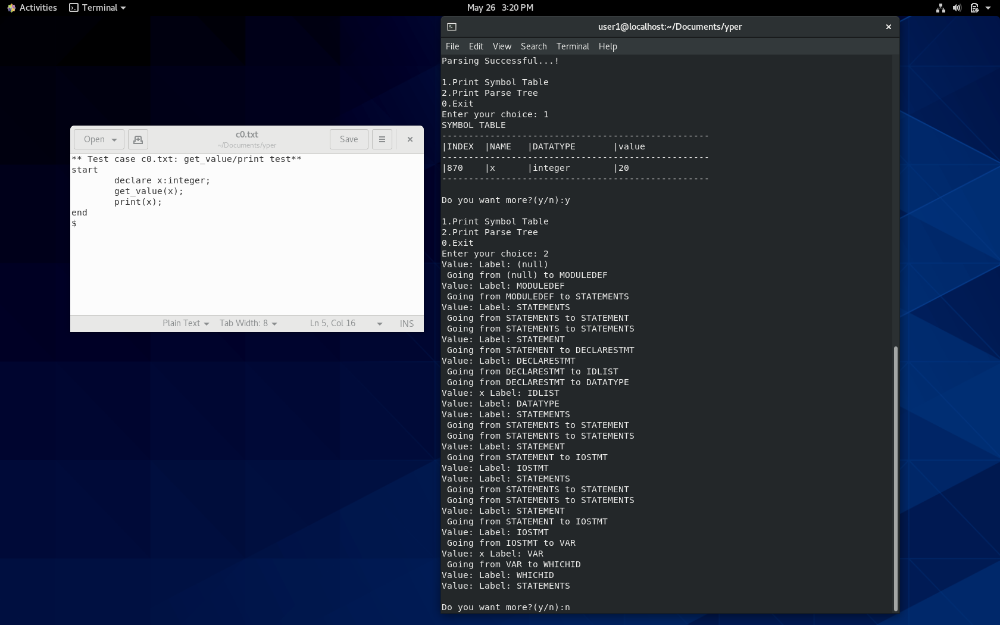 Activities Terminal May 26 3:20 PM
c0.txt
Open Save
~/Documents/yper
** Test case c0.txt: get_value/print test**
start
declare x:integer;
get_value(x);
print(x);
end
$
Plain Text Tab Width: 8 Ln 5, Col 16 INS
user1@localhost:~/Documents/yper
File Edit View Search Terminal Help
Parsing Successful...!
1.Print Symbol Table
2.Print Parse Tree
0.Exit
Enter your choice: 1
SYMBOL TABLE
--------------------------------------------------
|INDEX |NAME |DATATYPE |value
--------------------------------------------------
|870 |x |integer |20
--------------------------------------------------
Do you want more?(y/n):y
1.Print Symbol Table
2.Print Parse Tree
0.Exit
Enter your choice: 2
Value: Label: (null)
Going from (null) to MODULEDEF
Value: Label: MODULEDEF
Going from MODULEDEF to STATEMENTS
Value: Label: STATEMENTS
Going from STATEMENTS to STATEMENT
Going from STATEMENTS to STATEMENTS
Value: Label: STATEMENT
Going from STATEMENT to DECLARESTMT
Value: Label: DECLARESTMT
Going from DECLARESTMT to IDLIST
Going from DECLARESTMT to DATATYPE
Value: x Label: IDLIST
Value: Label: DATATYPE
Value: Label: STATEMENTS
Going from STATEMENTS to STATEMENT
Going from STATEMENTS to STATEMENTS
Value: Label: STATEMENT
Going from STATEMENT to IOSTMT
Value: Label: IOSTMT
Value: Label: STATEMENTS
Going from STATEMENTS to STATEMENT
Going from STATEMENTS to STATEMENTS
Value: Label: STATEMENT
Going from STATEMENT to IOSTMT
Value: Label: IOSTMT
Going from IOSTMT to VAR
Value: x Label: VAR
Going from VAR to WHICHID
Value: Label: WHICHID
Value: Label: STATEMENTS
Do you want more?(y/n):n